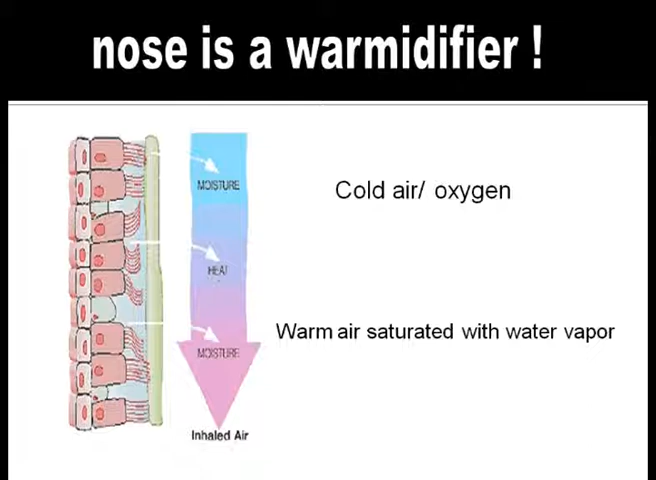 nose is a warmidifier !
MOISTURE
Cold air/ oxygen
HEAT
Warm air saturated with water vapor
MOISTURE
Inhaled Air